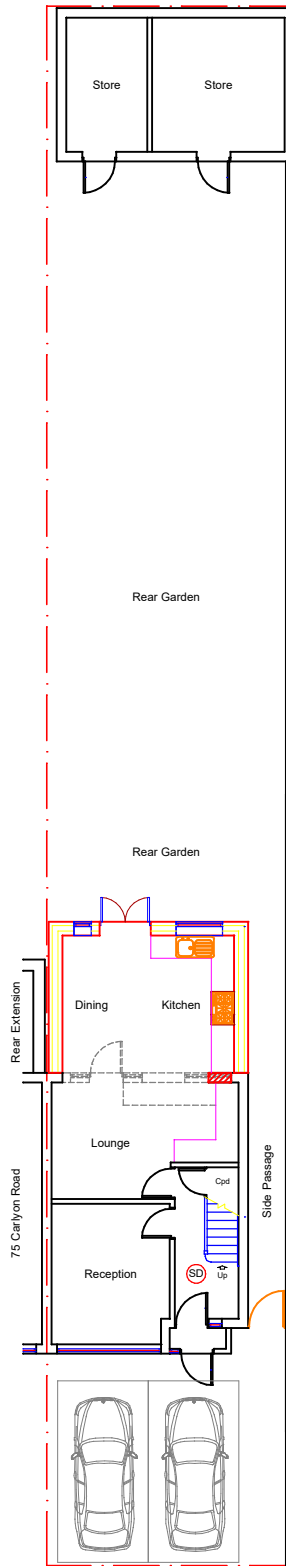 Store
Store
Rear Garden
Rear Garden
Rear Extension
Dining
Kitchen
Lounge
Cpd
75 Carlyon Road
Side Passage
Reception
SD
Up